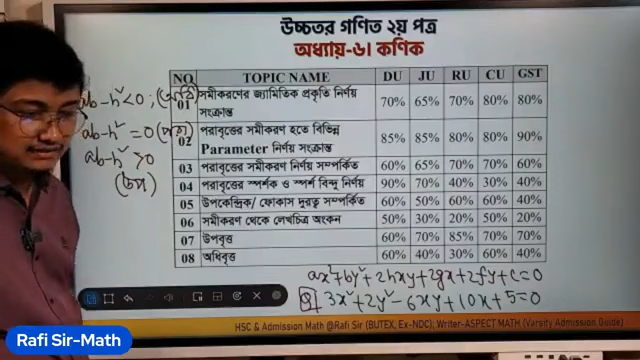 উচ্চতর গণিত ২য় পত্র
অধ্যায়-৬। কণিক
NO TOPIC NAME DU JU RU CU GST
01 সমীকরণের জ্যামিতিক প্রকৃতি নির্ণয় সংক্রান্ত 70% 65% 70% 80% 80%
02 পরাবৃত্তের সমীকরণ হতে বিভিন্ন Parameter নির্ণয় সংক্রান্ত 85% 85% 80% 80% 90%
03 পরাবৃত্তের সমীকরণ নির্ণয় সম্পর্কিত 60% 65% 70% 70% 60%
04 পরাবৃত্তের স্পর্শক ও স্পর্শ বিন্দু নির্ণয় 90% 70% 40% 30% 40%
05 উপকেন্দ্রিক/ ফোকাস দূরত্ব সম্পর্কিত 60% 50% 60% 60% 40%
06 সমীকরণ থেকে লেখচিত্র অংকন 50% 30% 20% 50% 20%
07 উপবৃত্ত 60% 70% 85% 70% 70%
08 অধিবৃত্ত 60% 40% 30% 60% 40%
ab-h²<0; (অধি)
ab-h²=0 (পরা)
ab-h²>0
(উপ)
ax²+by²+2hxy+2gx+2fy+c=0
Q1 3x²+2y²-6xy+10x+5=0
HSC & Admission Math @Rafi Sir (BUTEX, Ex-NDC); Writer-ASPECT MATH (Varsity Admission Guide)
Rafi Sir-Math